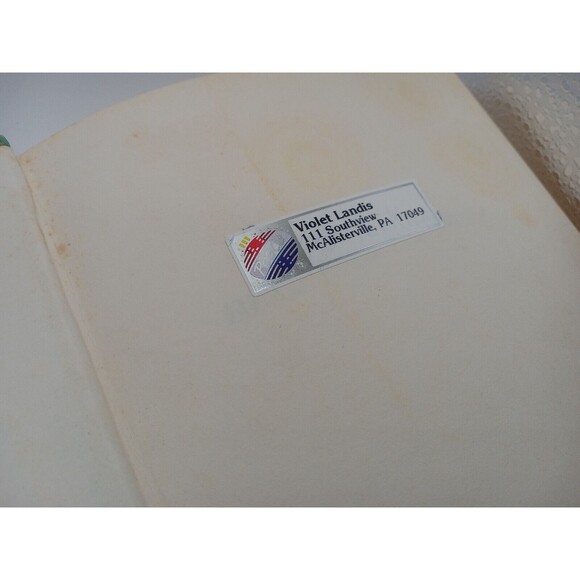 Violet Landis
111 Southview
McAlisterville, PA 17049